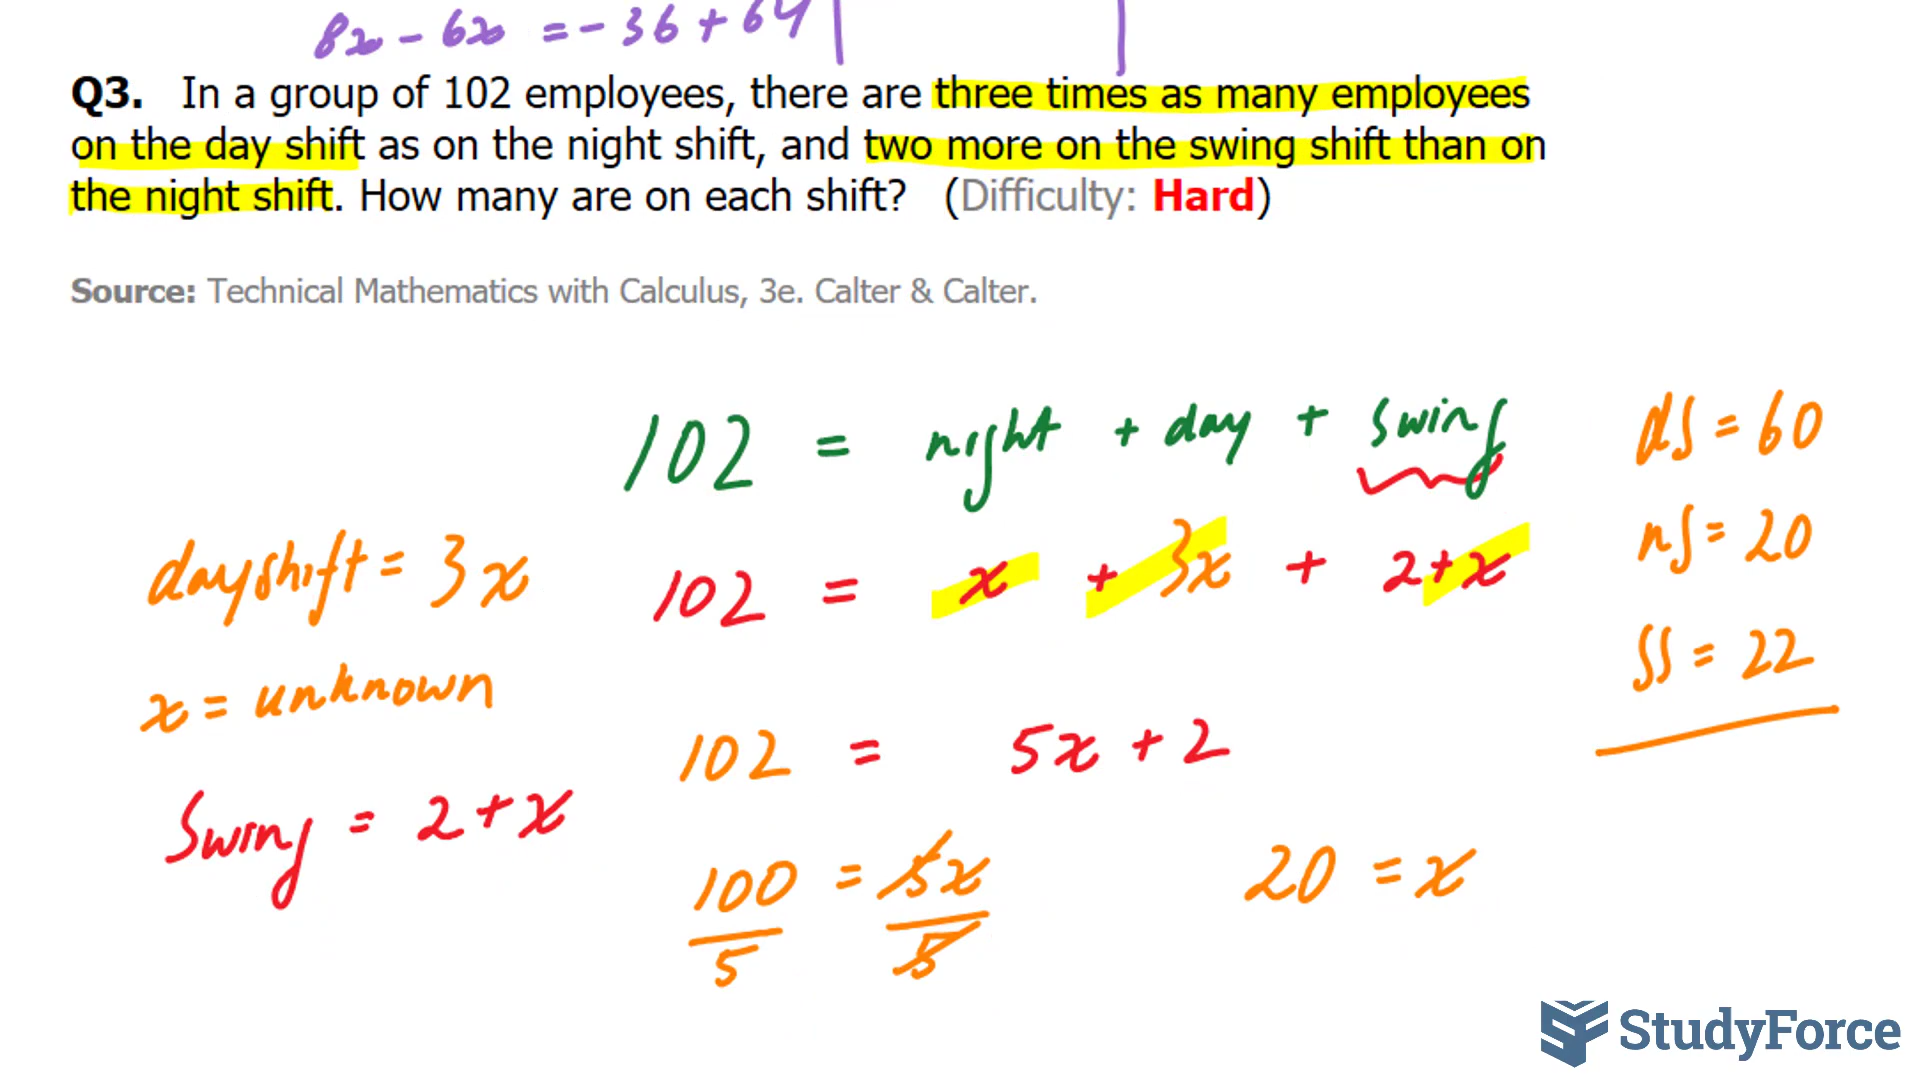 8x - 6x = -36 + 64
Q3. In a group of 102 employees, there are three times as many employees
on the day shift as on the night shift, and two more on the swing shift than on
the night shift. How many are on each shift? (Difficulty: Hard)
Source: Technical Mathematics with Calculus, 3e. Calter & Calter.
102 = night + day + swing
ds = 60
dayshift = 3x
102 = x + 3x + 2+x
ns = 20
x = unknown
ss = 22
102 = 5x + 2
Swing = 2+x
100 = 5x
5 5
20 = x
StudyForce